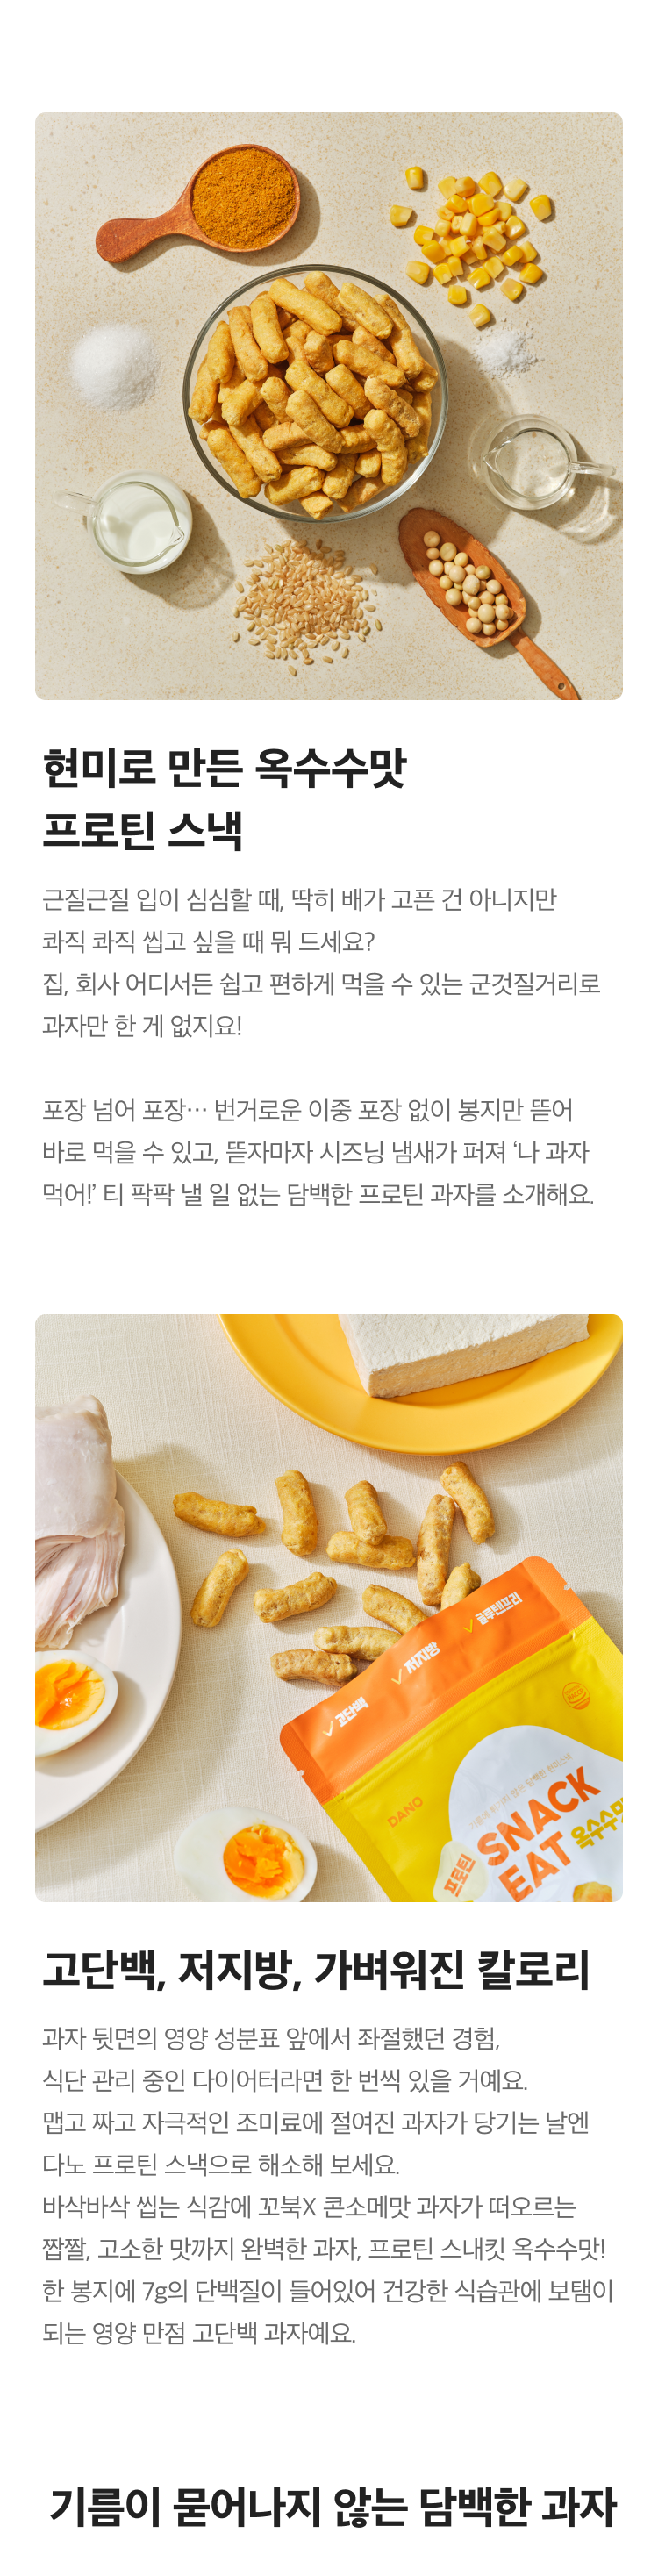 현미로 만든 옥수수맛
프로틴 스낵
근질근질 입이 심심할 때, 딱히 배가 고픈 건 아니지만
콰직 콰직 씹고 싶을 때 뭐 드세요?
집, 회사 어디서든 쉽고 편하게 먹을 수 있는 군것질거리로
과자만 한 게 없지요!
포장 넘어 포장⋯ 번거로운 이중 포장 없이 봉지만 뜯어
바로 먹을 수 있고, 뜯자마자 시즈닝 냄새가 퍼져 ‘나 과자
먹어!’ 티 팍팍 낼 일 없는 담백한 프로틴 과자를 소개해요.
고단백
저지방
글루텐프리
DANO
SNACK
EAT
프로틴
고단백, 저지방, 가벼워진 칼로리
과자 뒷면의 영양 성분표 앞에서 좌절했던 경험,
식단 관리 중인 다이어터라면 한 번씩 있을 거예요.
맵고 짜고 자극적인 조미료에 절여진 과자가 당기는 날엔
다노 프로틴 스낵으로 해소해 보세요.
바삭바삭 씹는 식감에 꼬북X 콘소메맛 과자가 떠오르는
짭짤, 고소한 맛까지 완벽한 과자, 프로틴 스내킷 옥수수맛!
한 봉지에 7g의 단백질이 들어있어 건강한 식습관에 보탬이
되는 영양 만점 고단백 과자예요.
기름이 묻어나지 않는 담백한 과자